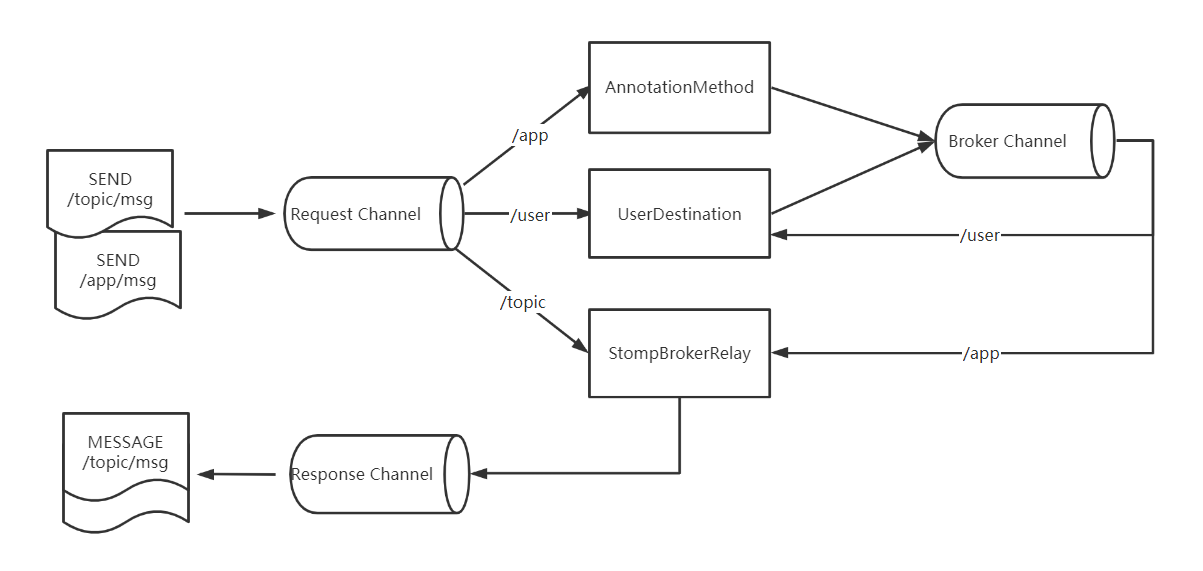 AnnotationMethod
/app
Broker Channel
SEND
/topic/msg
Request Channel
/user
UserDestination
/user
SEND
/app/msg
/topic
StompBrokerRelay
/app
MESSAGE
/topic/msg
Response Channel